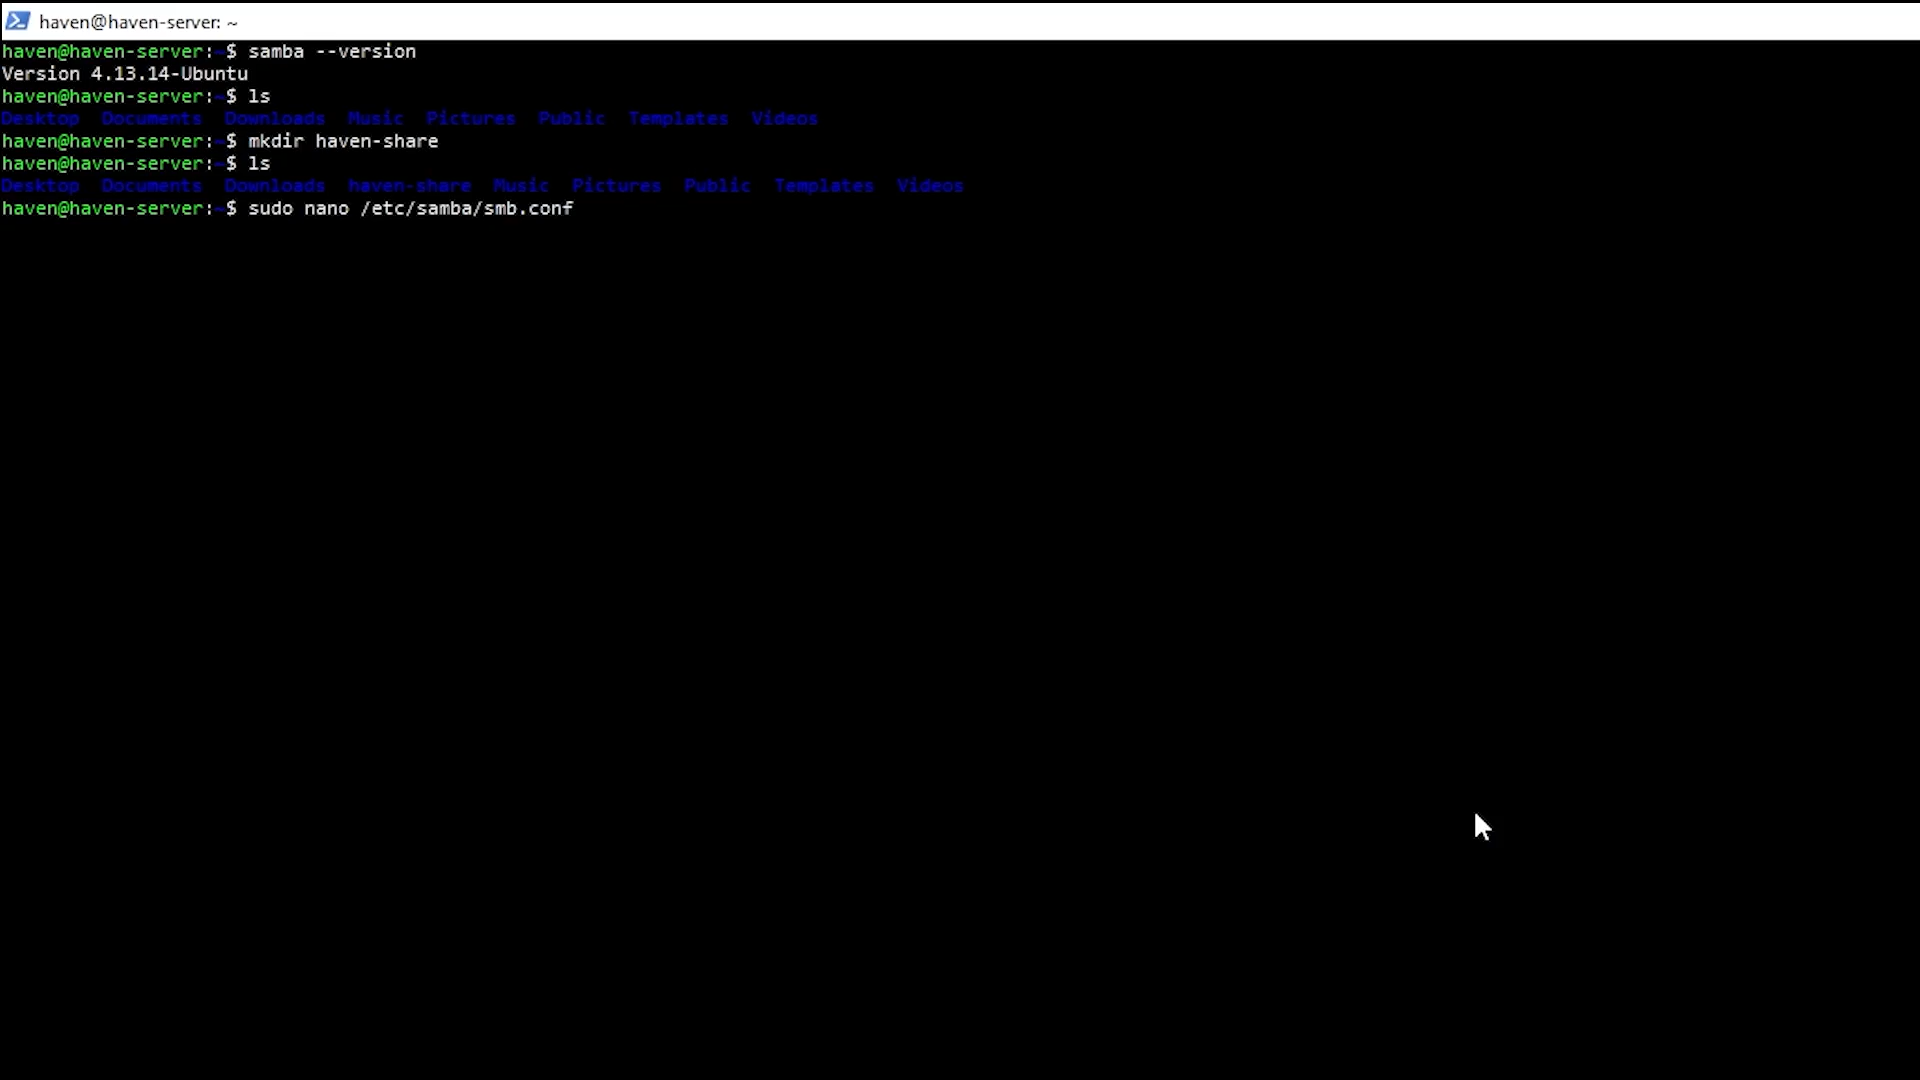 haven@haven-server: ~
haven@haven-server:~$ samba --version
Version 4.13.14-Ubuntu
haven@haven-server:~$ ls
Desktop  Documents  Downloads  Music  Pictures  Public  Templates  Videos
haven@haven-server:~$ mkdir haven-share
haven@haven-server:~$ ls
Desktop  Documents  Downloads  haven-share  Music  Pictures  Public  Templates  Videos
haven@haven-server:~$ sudo nano /etc/samba/smb.conf